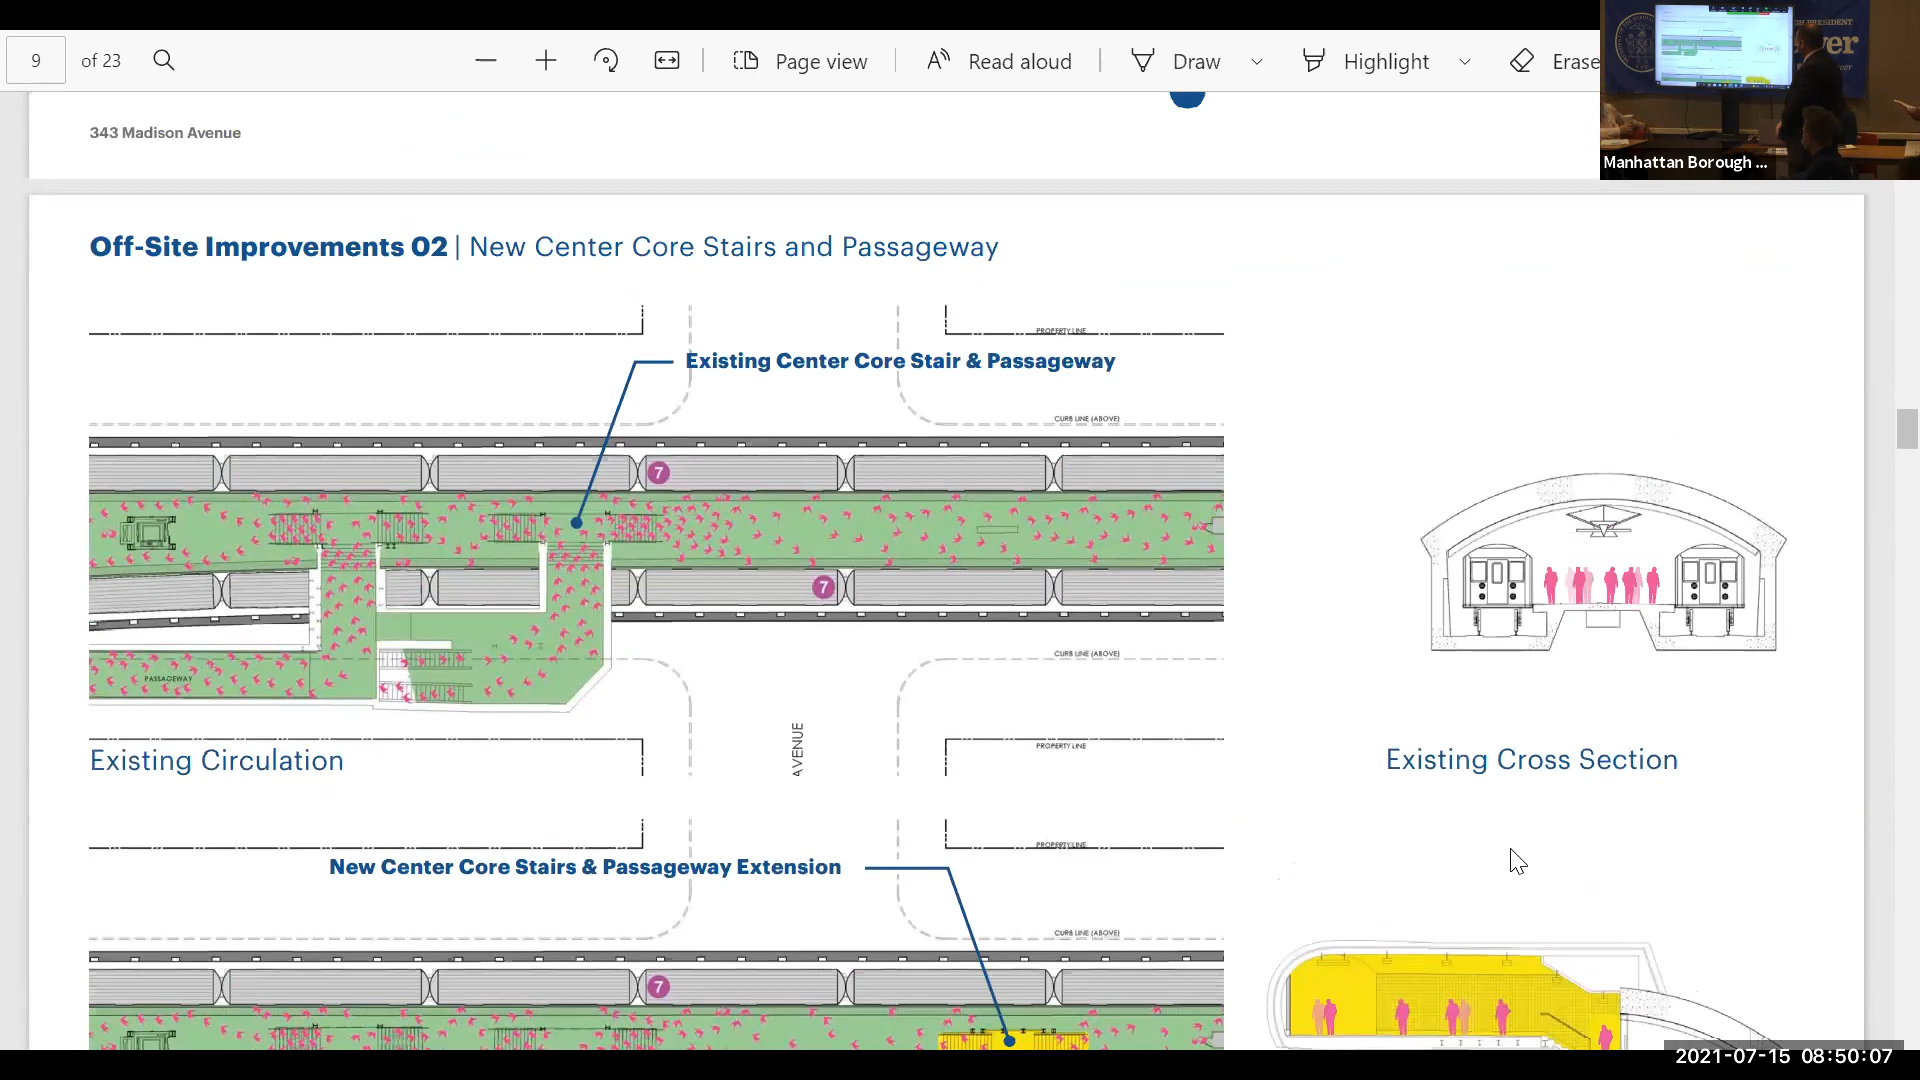 9 of 23 Page view Read aloud Draw Highlight Erase
343 Madison Avenue
Manhattan Borough ...
Off-Site Improvements 02 | New Center Core Stairs and Passageway
PROPERTY LINE
Existing Center Core Stair & Passageway
CURB LINE (ABOVE)
7
7
CURB LINE (ABOVE)
PASSAGEWAY
AVENUE
PROPERTY LINE
Existing Circulation
Existing Cross Section
PROPERTY LINE
New Center Core Stairs & Passageway Extension
CURB LINE (ABOVE)
7
2021-07-15 08:50:07